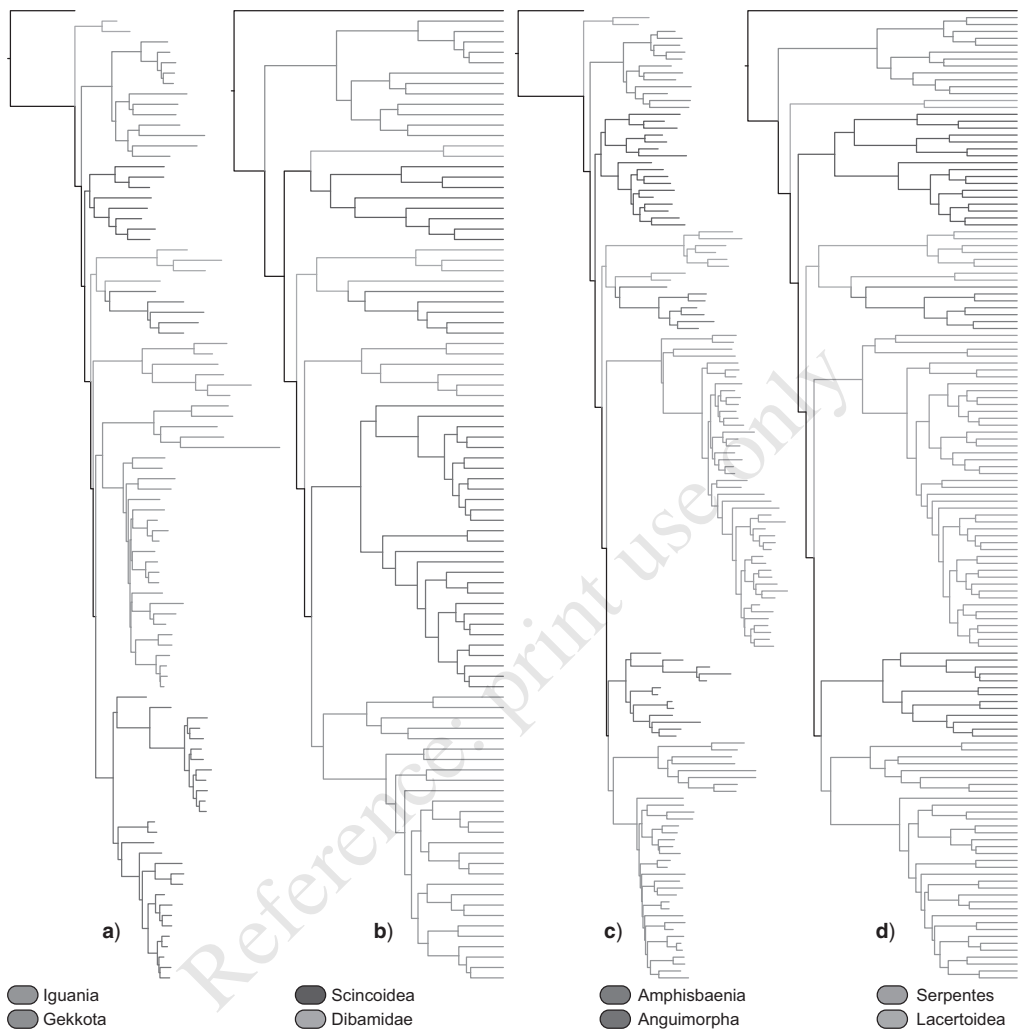 Reference: print use only
a) b) c) d)
Iguania Scincoidea Amphisbaenia Serpentes
Gekkota Dibamidae Anguimorpha Lacertoidea